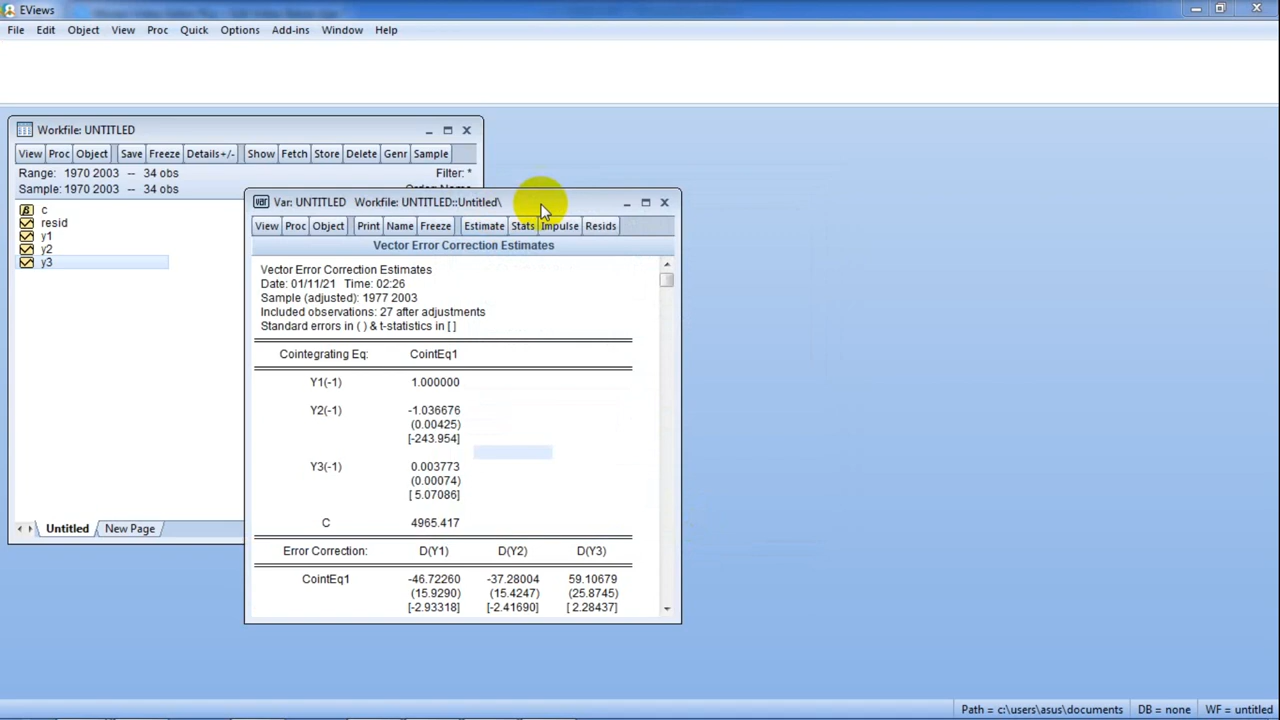 EViews
File Edit Object View Proc Quick Options Add-ins Window Help
Workfile: UNTITLED
View Proc Object Save Freeze Details+/- Show Fetch Store Delete Genr Sample
Range: 1970 2003 -- 34 obs Filter: *
Sample: 1970 2003 -- 34 obs
c
resid
y1
y2
y3
Untitled New Page
Var: UNTITLED Workfile: UNTITLED::Untitled\
View Proc Object Print Name Freeze Estimate Stats Impulse Resids
Vector Error Correction Estimates
Vector Error Correction Estimates
Date: 01/11/21 Time: 02:26
Sample (adjusted): 1977 2003
Included observations: 27 after adjustments
Standard errors in ( ) & t-statistics in [ ]
Cointegrating Eq: CointEq1
Y1(-1) 1.000000
Y2(-1) -1.036676
(0.00425)
[-243.954]
Y3(-1) 0.003773
(0.00074)
[ 5.07086]
C 4965.417
Error Correction: D(Y1) D(Y2) D(Y3)
CointEq1 -46.72260 -37.28004 59.10679
(15.9290) (15.4247) (25.8745)
[-2.93318] [-2.41690] [ 2.28437]
Path = c:\users\asus\documents DB = none WF = untitled